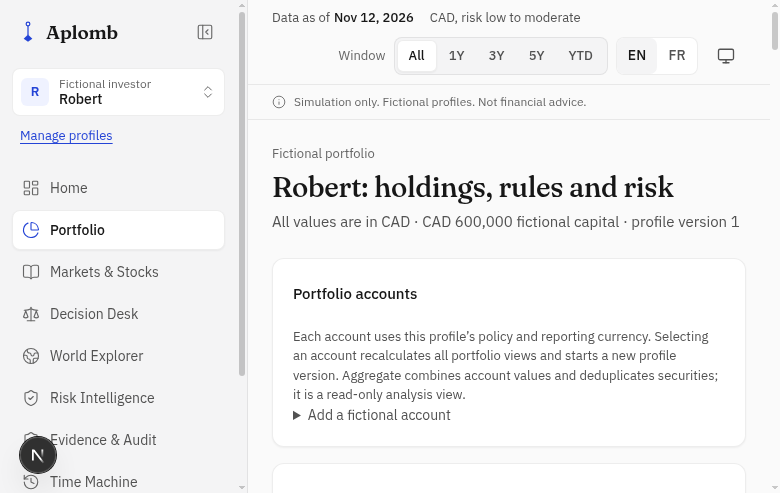 Aplomb
Fictional investor
R
Robert
Manage profiles
Home
Portfolio
Markets & Stocks
Decision Desk
World Explorer
Risk Intelligence
Evidence & Audit
N
Time Machine
Data as of Nov 12, 2026 CAD, risk low to moderate
Window All 1Y 3Y 5Y YTD EN FR
Simulation only. Fictional profiles. Not financial advice.
Fictional portfolio
Robert: holdings, rules and risk
All values are in CAD · CAD 600,000 fictional capital · profile version 1
Portfolio accounts
Each account uses this profile’s policy and reporting currency. Selecting
an account recalculates all portfolio views and starts a new profile
version. Aggregate combines account values and deduplicates securities;
it is a read-only analysis view.
Add a fictional account